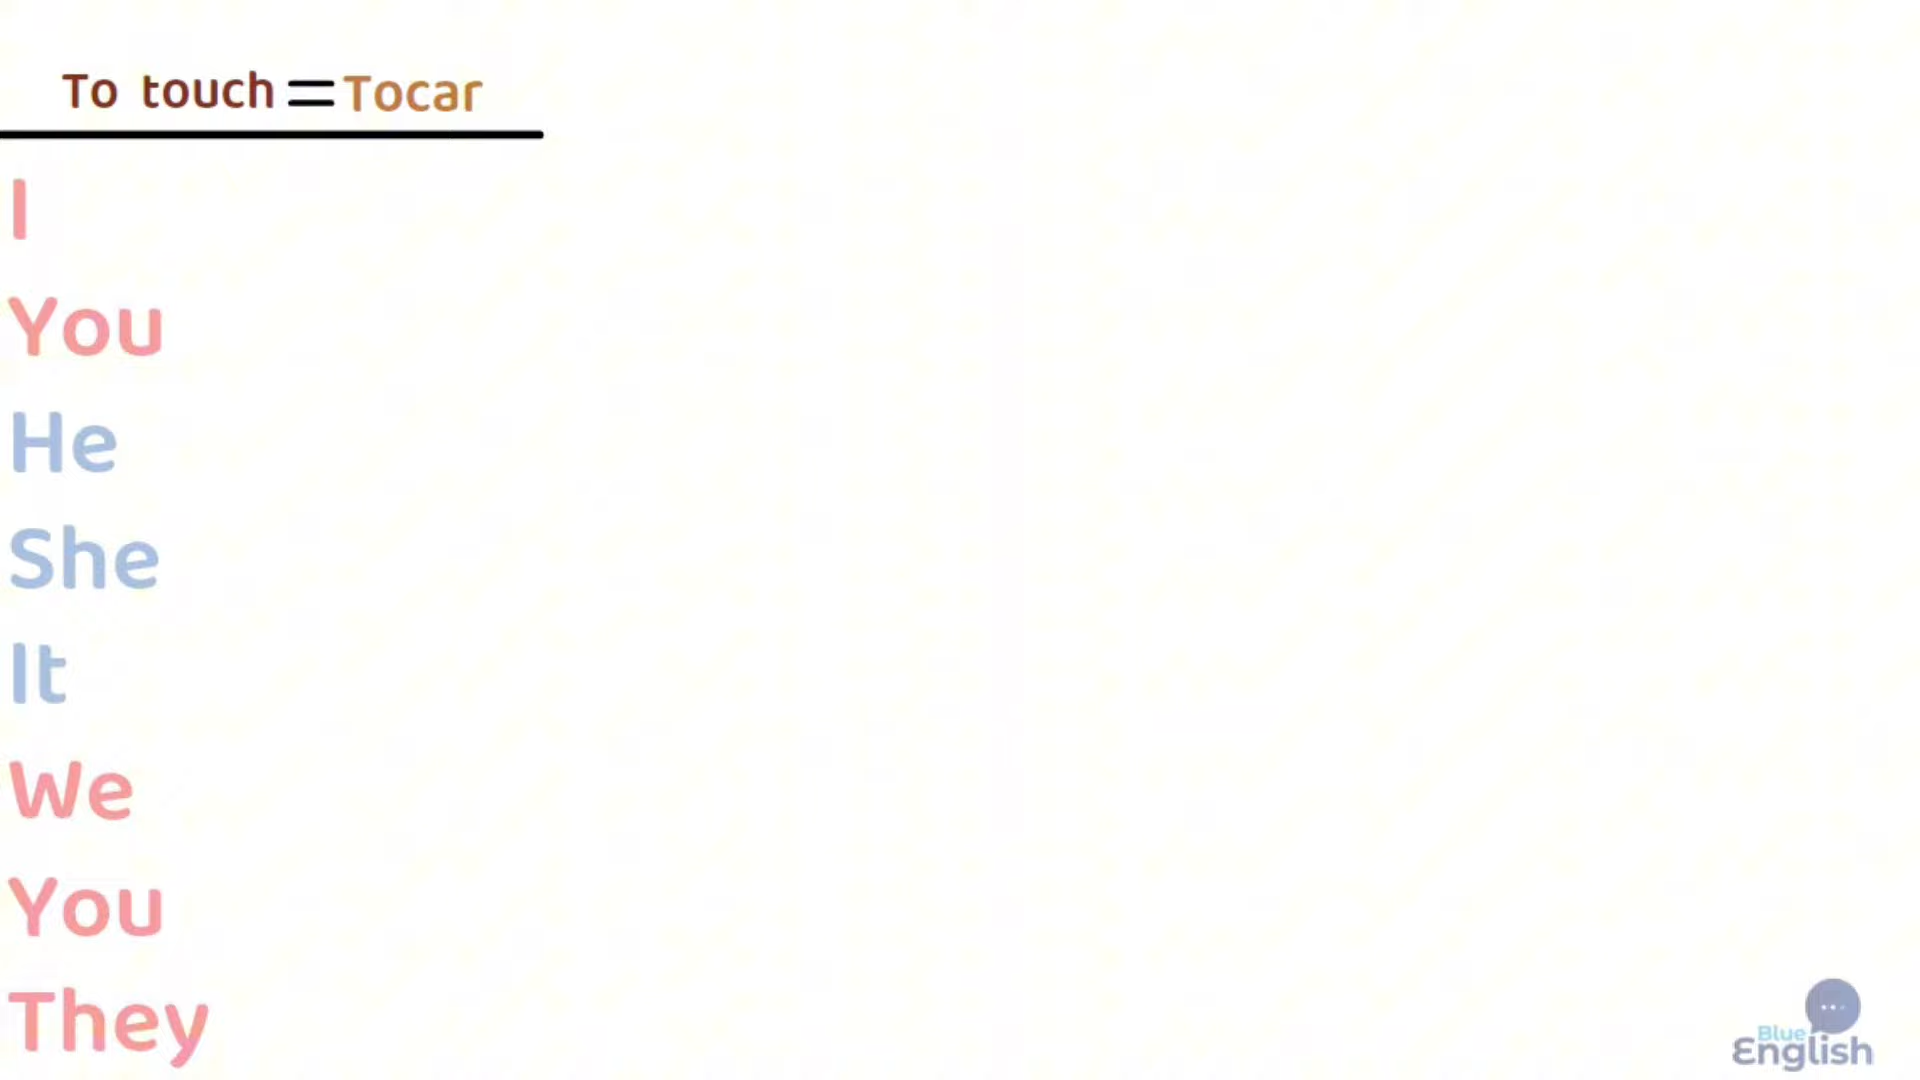 To touch = Tocar
I
You
He
She
It
We
You
They
Blue
English